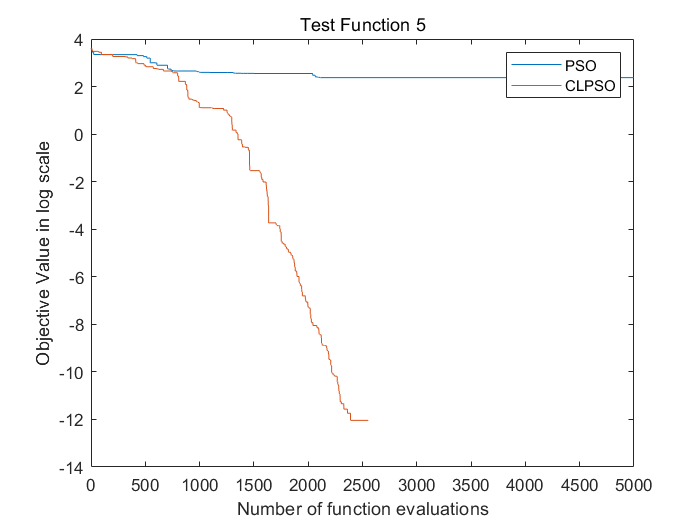 Test Function 5
PSO
CLPSO
Objective Value in log scale
4
2
0
-2
-4
-6
-8
-10
-12
-14
0 500 1000 1500 2000 2500 3000 3500 4000 4500 5000
Number of function evaluations